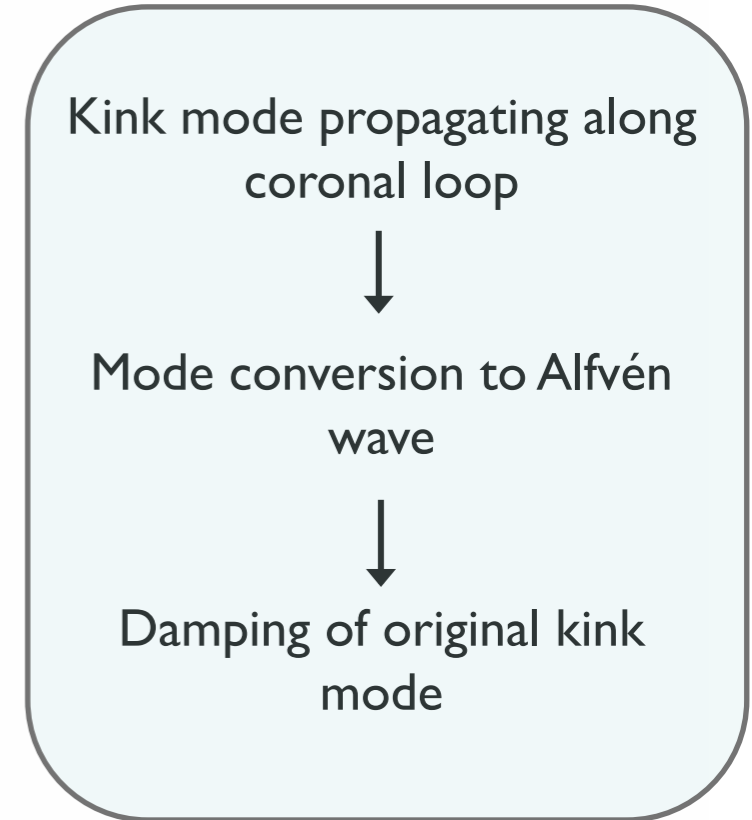 Kink mode propagating along
coronal loop
Mode conversion to Alfvén
wave
Damping of original kink
mode